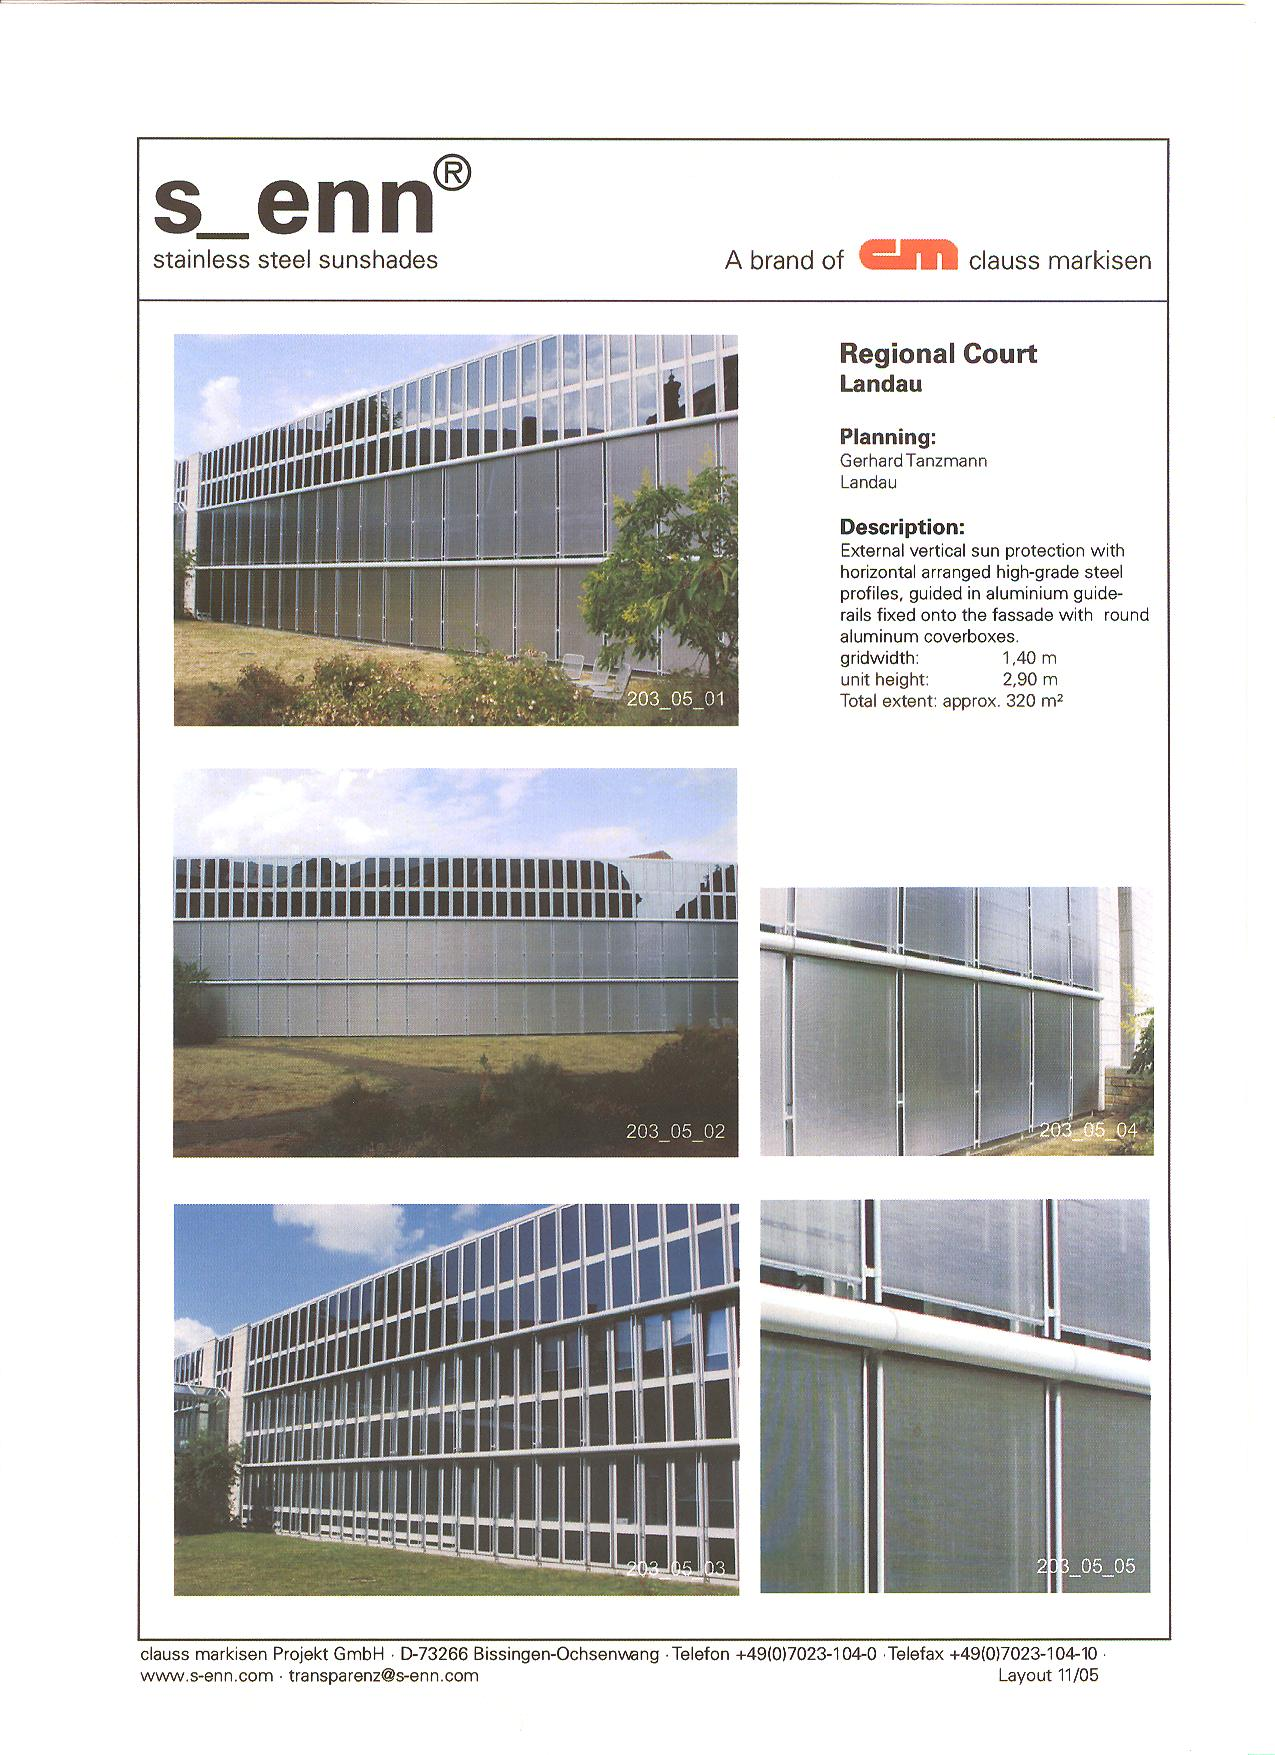 s_enn®
stainless steel sunshades
A brand of cm clauss markisen
Regional Court
Landau
Planning:
Gerhard Tanzmann
Landau
Description:
External vertical sun protection with
horizontal arranged high-grade steel
profiles, guided in aluminium guide-
rails fixed onto the fassade with round
aluminum coverboxes.
gridwidth: 1,40 m
unit height: 2,90 m
Total extent: approx. 320 m²
203_05_01
203_05_02
203_05_04
203_05_03
203_05_05
clauss markisen Projekt GmbH · D-73266 Bissingen-Ochsenwang · Telefon +49(0)7023-104-0 · Telefax +49(0)7023-104-10 ·
www.s-enn.com · transparenz@s-enn.com Layout 11/05